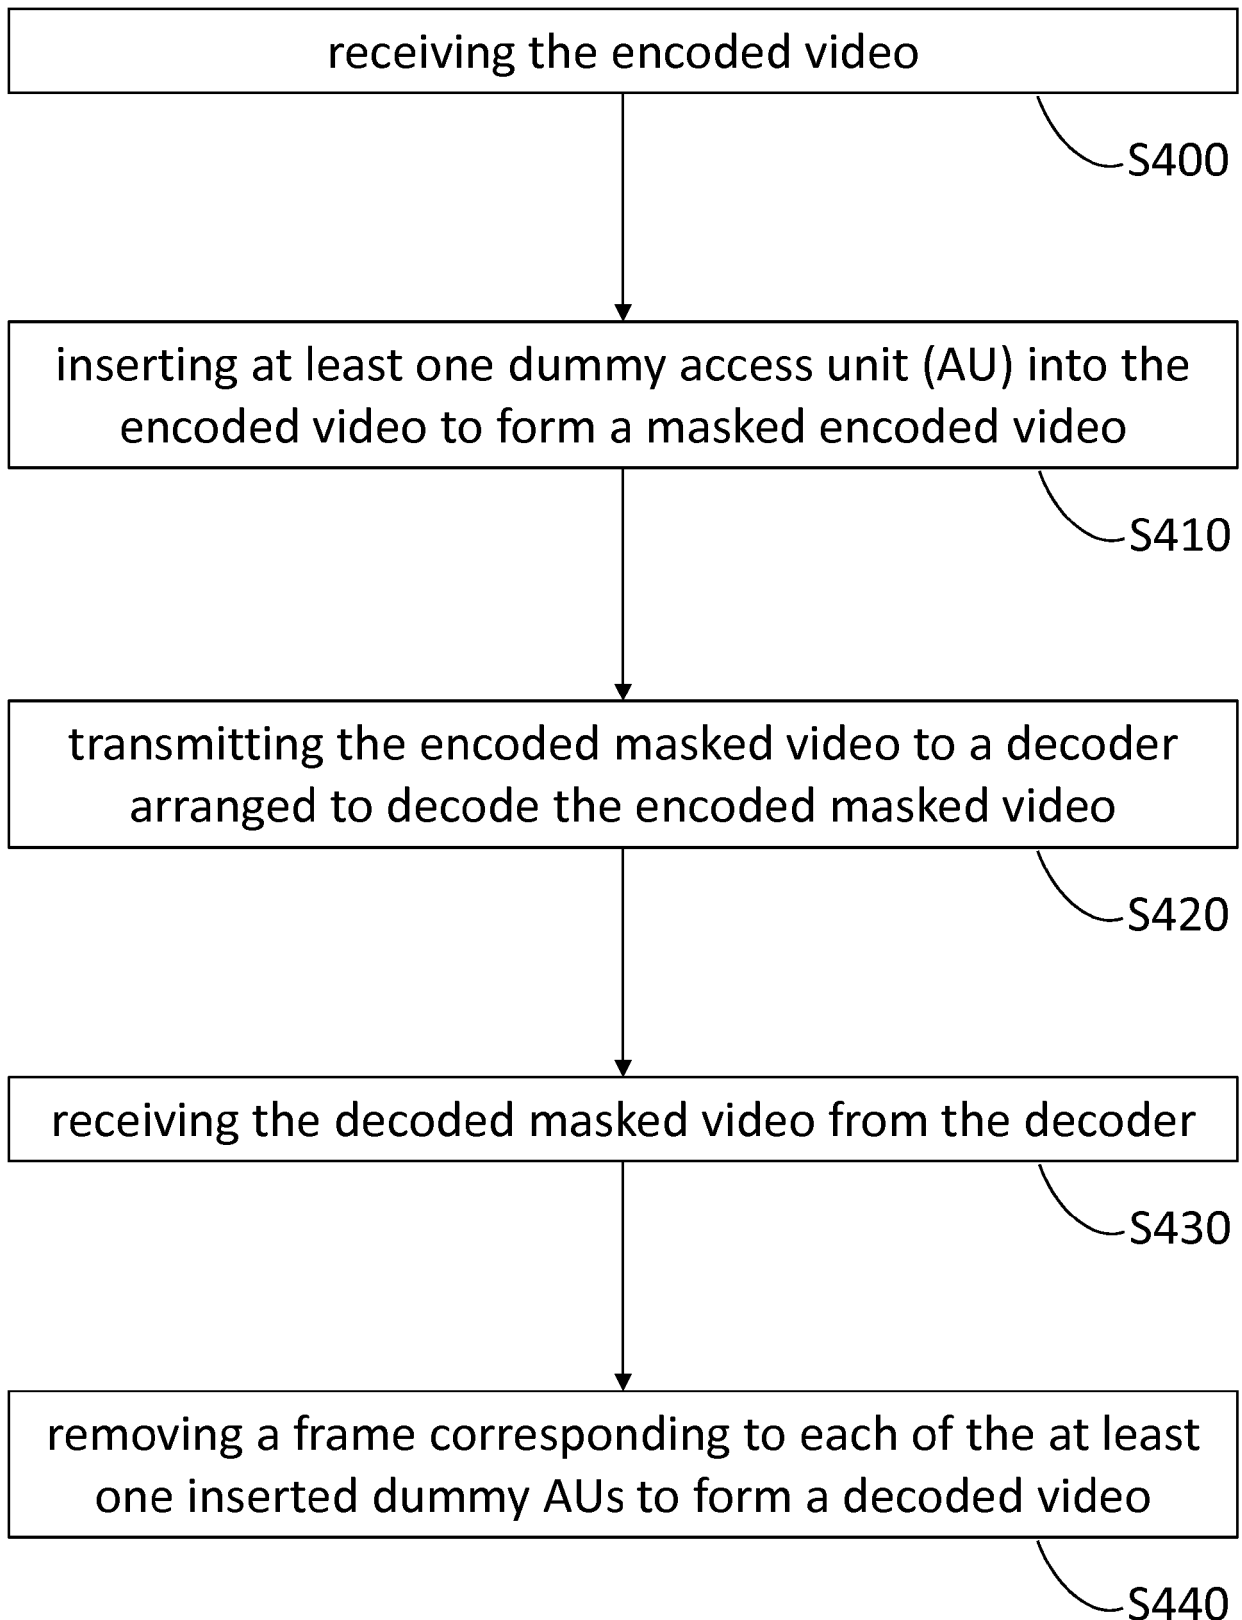 receiving the encoded video
S400
inserting at least one dummy access unit (AU) into the
encoded video to form a masked encoded video
S410
transmitting the encoded masked video to a decoder
arranged to decode the encoded masked video
S420
receiving the decoded masked video from the decoder
S430
removing a frame corresponding to each of the at least
one inserted dummy AUs to form a decoded video
S440